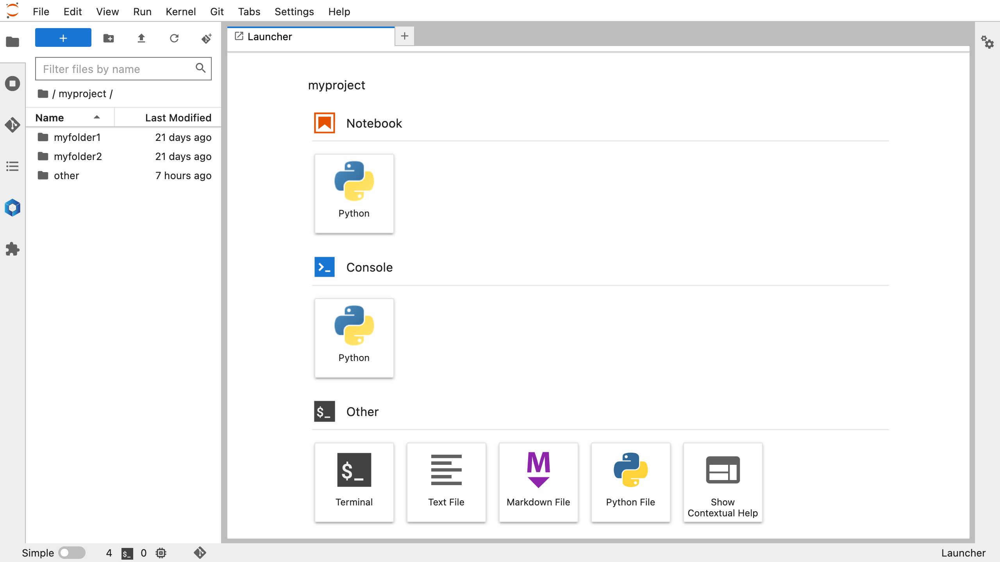 File Edit View Run Kernel Git Tabs Settings Help
+
Filter files by name
/ myproject /
Name Last Modified
myfolder1 21 days ago
myfolder2 21 days ago
other 7 hours ago
Simple 4 $_ 0
Launcher +
myproject
Notebook
Python
>_ Console
Python
$_ Other
$_
Terminal
Text File
M
Markdown File
Python File
Show
Contextual Help
Launcher